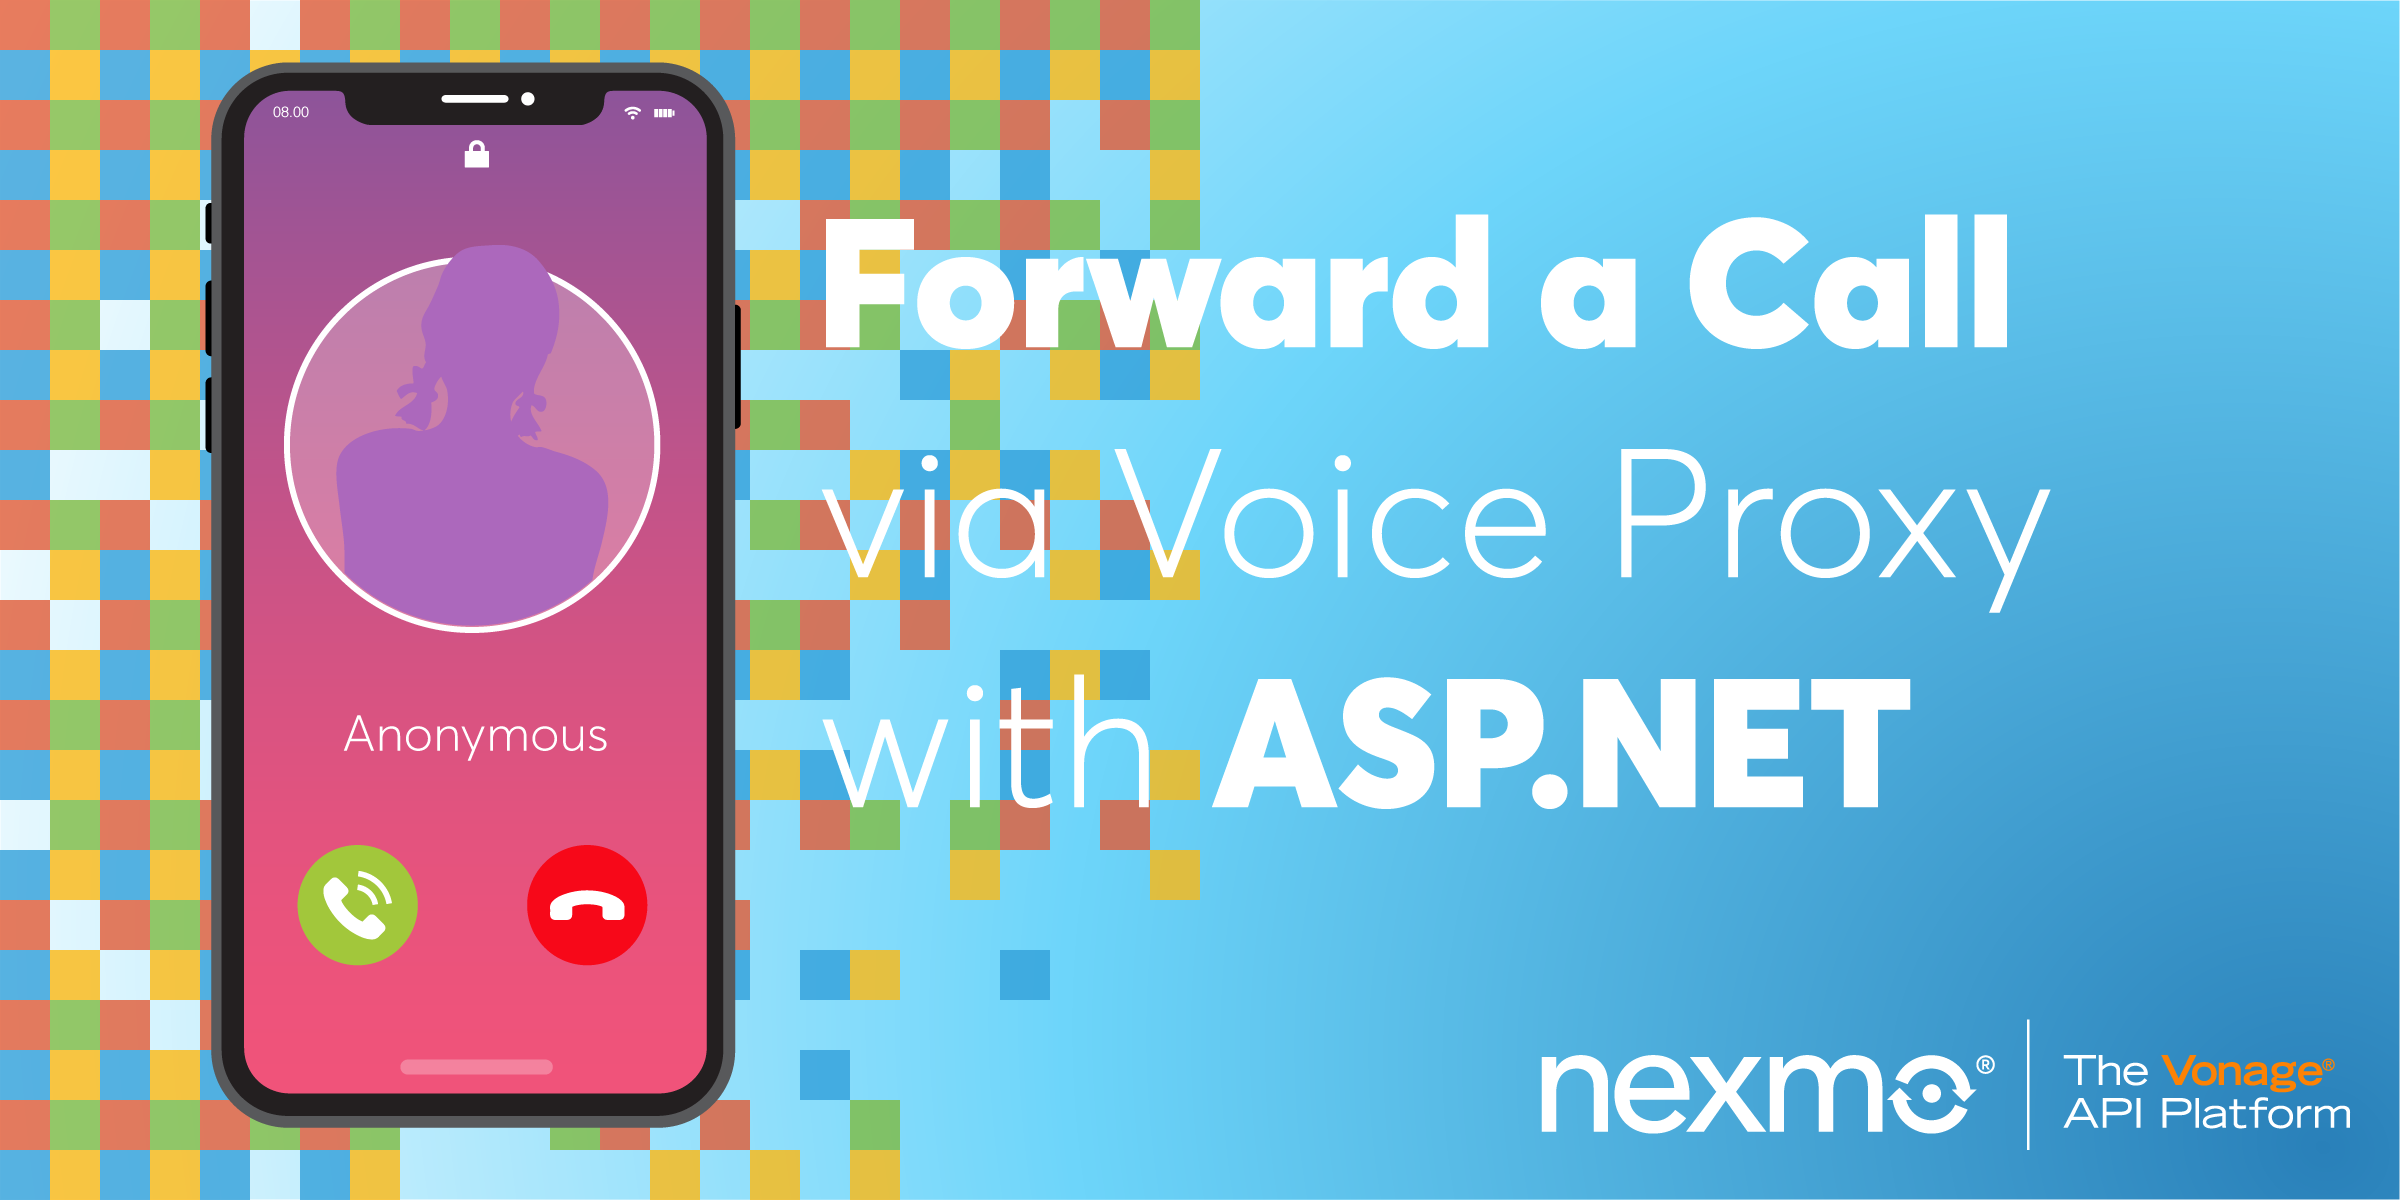 08.00
Anonymous
Forward a Call
via Voice Proxy
with ASP.NET
nexmo®
The Vonage®
API Platform